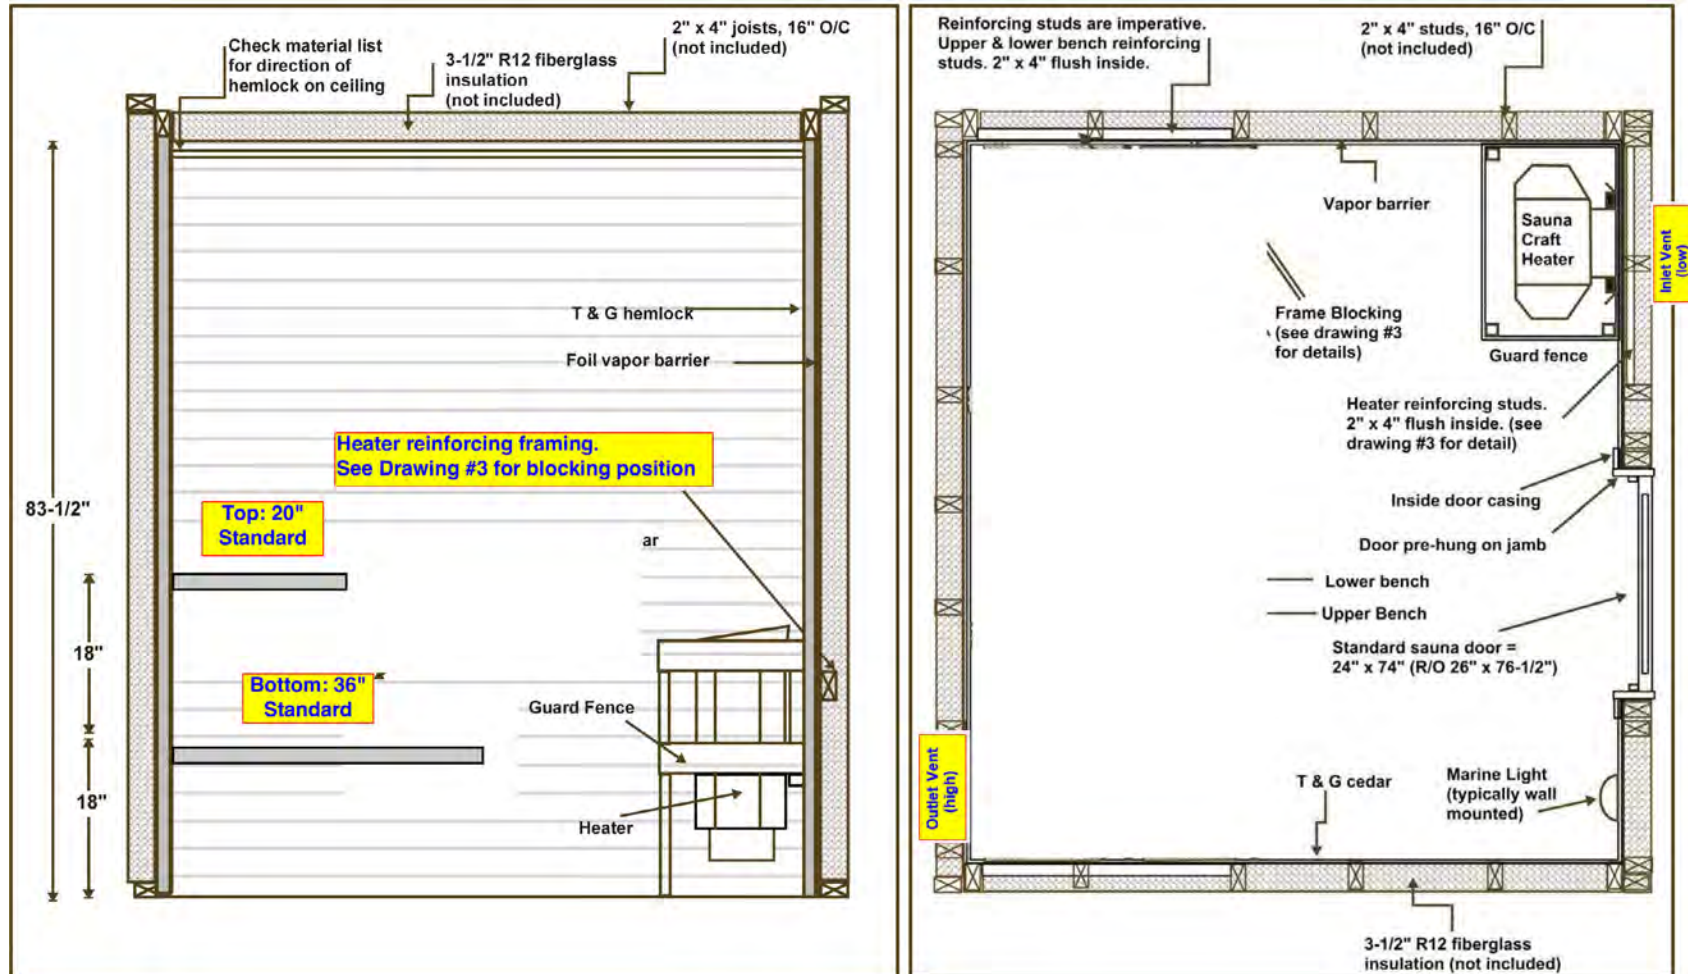 Check material list
for direction of
hemlock on ceiling
3-1/2" R12 fiberglass
insulation
(not included)
2" x 4" joists, 16" O/C
(not included)
T & G hemlock
Foil vapor barrier
Heater reinforcing framing.
See Drawing #3 for blocking position
83-1/2"
Top: 20"
Standard
ar
18"
Bottom: 36"
Standard
Guard Fence
18"
Heater
Reinforcing studs are imperative.
Upper & lower bench reinforcing
studs. 2" x 4" flush inside.
2" x 4" studs, 16" O/C
(not included)
Vapor barrier
Sauna
Craft
Heater
Inlet Vent
(low)
Frame Blocking
(see drawing #3
for details)
Guard fence
Heater reinforcing studs.
2" x 4" flush inside. (see
drawing #3 for detail)
Inside door casing
Door pre-hung on jamb
Lower bench
Upper Bench
Standard sauna door =
24" x 74" (R/O 26" x 76-1/2")
Outlet Vent
(high)
T & G cedar
Marine Light
(typically wall
mounted)
3-1/2" R12 fiberglass
insulation (not included)